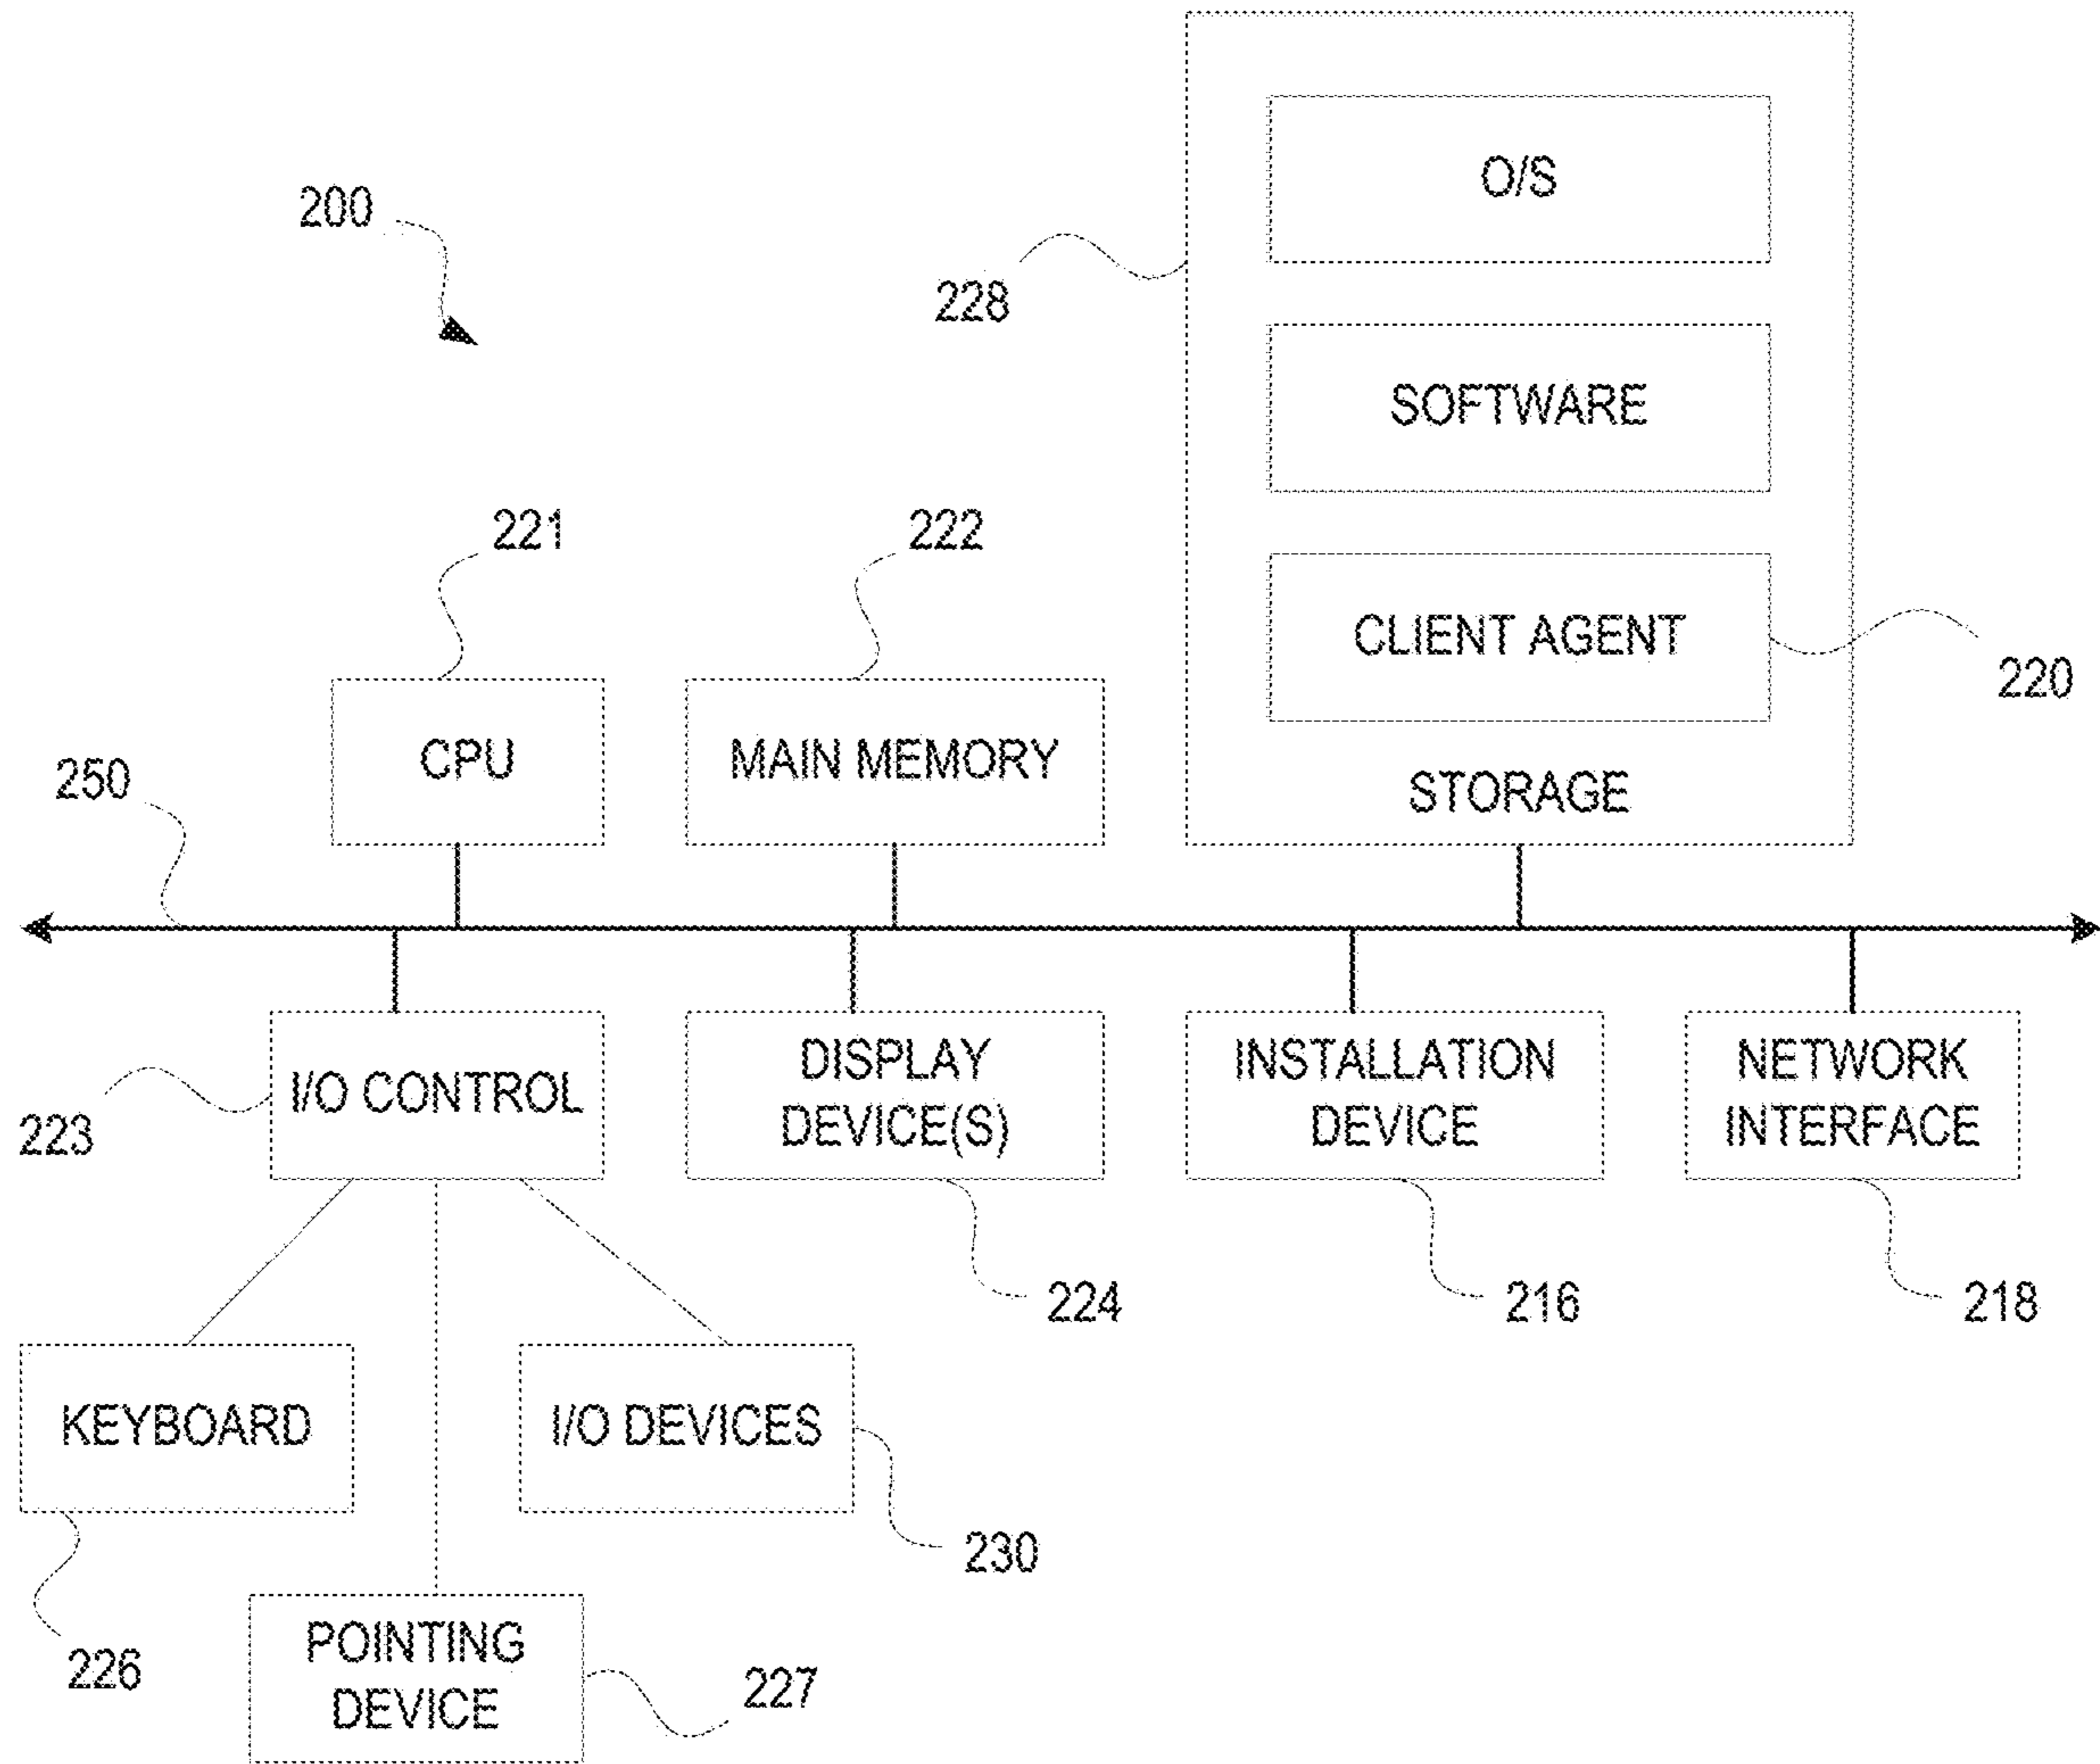 200
228
O/S
SOFTWARE
CLIENT AGENT
220
STORAGE
221
222
CPU
MAIN MEMORY
250
I/O CONTROL
223
DISPLAY
DEVICE(S)
224
INSTALLATION
DEVICE
216
NETWORK
INTERFACE
218
KEYBOARD
226
I/O DEVICES
230
POINTING
DEVICE
227